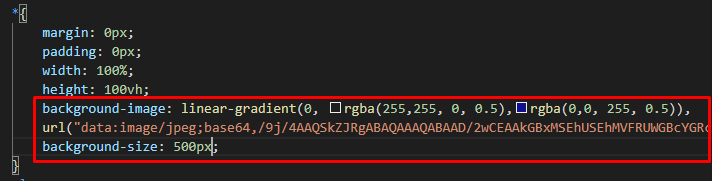 *{
margin: 0px;
padding: 0px;
width: 100%;
height: 100vh;
background-image: linear-gradient(0, rgba(255,255, 0, 0.5),rgba(0,0, 255, 0.5)),
url("data:image/jpeg;base64,/9j/4AAQSkZJRgABAQAAAQABAAD/2wCEAAkGBxMSEhUSEhMVFRUWGBcYGRc
background-size: 500px;
}